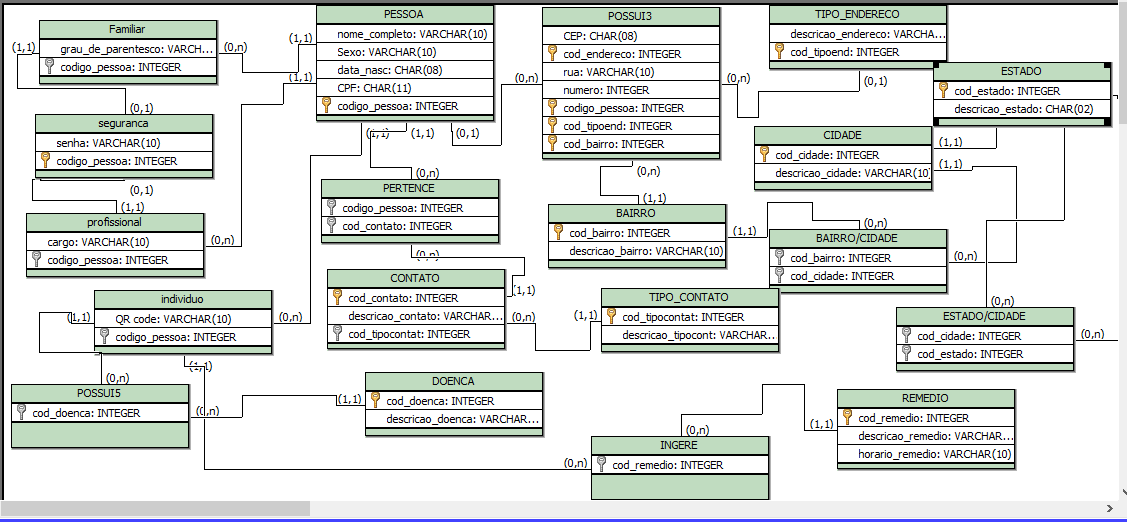 Familiar
grau_de_parentesco: VARCH...
codigo_pessoa: INTEGER
(1,1)
(0,n)
(0,1)
PESSOA
nome_completo: VARCHAR(10)
Sexo: VARCHAR(10)
data_nasc: CHAR(08)
CPF: CHAR(11)
codigo_pessoa: INTEGER
(1,1)
(1,1)
(1,1)
(1,1)
(0,n)
POSSUI3
CEP: CHAR(08)
cod_endereco: INTEGER
rua: VARCHAR(10)
numero: INTEGER
codigo_pessoa: INTEGER
cod_tipoend: INTEGER
cod_bairro: INTEGER
(0,n)
(0,n)
(0,n)
TIPO_ENDERECO
descricao_endereco: VARCH...
cod_tipoend: INTEGER
(0,1)
ESTADO
cod_estado: INTEGER
descricao_estado: CHAR(02)
seguranca
senha: VARCHAR(10)
codigo_pessoa: INTEGER
(0,1)
CIDADE
cod_cidade: INTEGER
descricao_cidade: VARCHAR(10)
(1,1)
(1,1)
PERTENCE
codigo_pessoa: INTEGER
cod_contato: INTEGER
(0,n)
(0,n)
profissional
cargo: VARCHAR(10)
codigo_pessoa: INTEGER
(1,1)
(0,n)
BAIRRO
cod_bairro: INTEGER
descricao_bairro: VARCHAR(10)
(1,1)
(1,1)
BAIRRO/CIDADE
cod_bairro: INTEGER
cod_cidade: INTEGER
(0,n)
(0,n)
CONTATO
cod_contato: INTEGER
descricao_contato: VARCHAR...
cod_tipocontat: INTEGER
(1,1)
(0,n)
individuo
QR code: VARCHAR(10)
codigo_pessoa: INTEGER
(1,1)
(0,n)
(1,1)
TIPO_CONTATO
cod_tipocontat: INTEGER
descricao_tipocont: VARCHAR...
(1,1)
ESTADO/CIDADE
cod_cidade: INTEGER
cod_estado: INTEGER
(0,n)
(0,n)
POSSUI5
cod_doenca: INTEGER
(0,n)
(0,n)
DOENCA
cod_doenca: INTEGER
descricao_doenca: VARCHAR...
(1,1)
REMEDIO
cod_remedio: INTEGER
descricao_remedio: VARCHAR...
horario_remedio: VARCHAR(10)
(1,1)
INGERE
cod_remedio: INTEGER
(0,n)
(0,n)